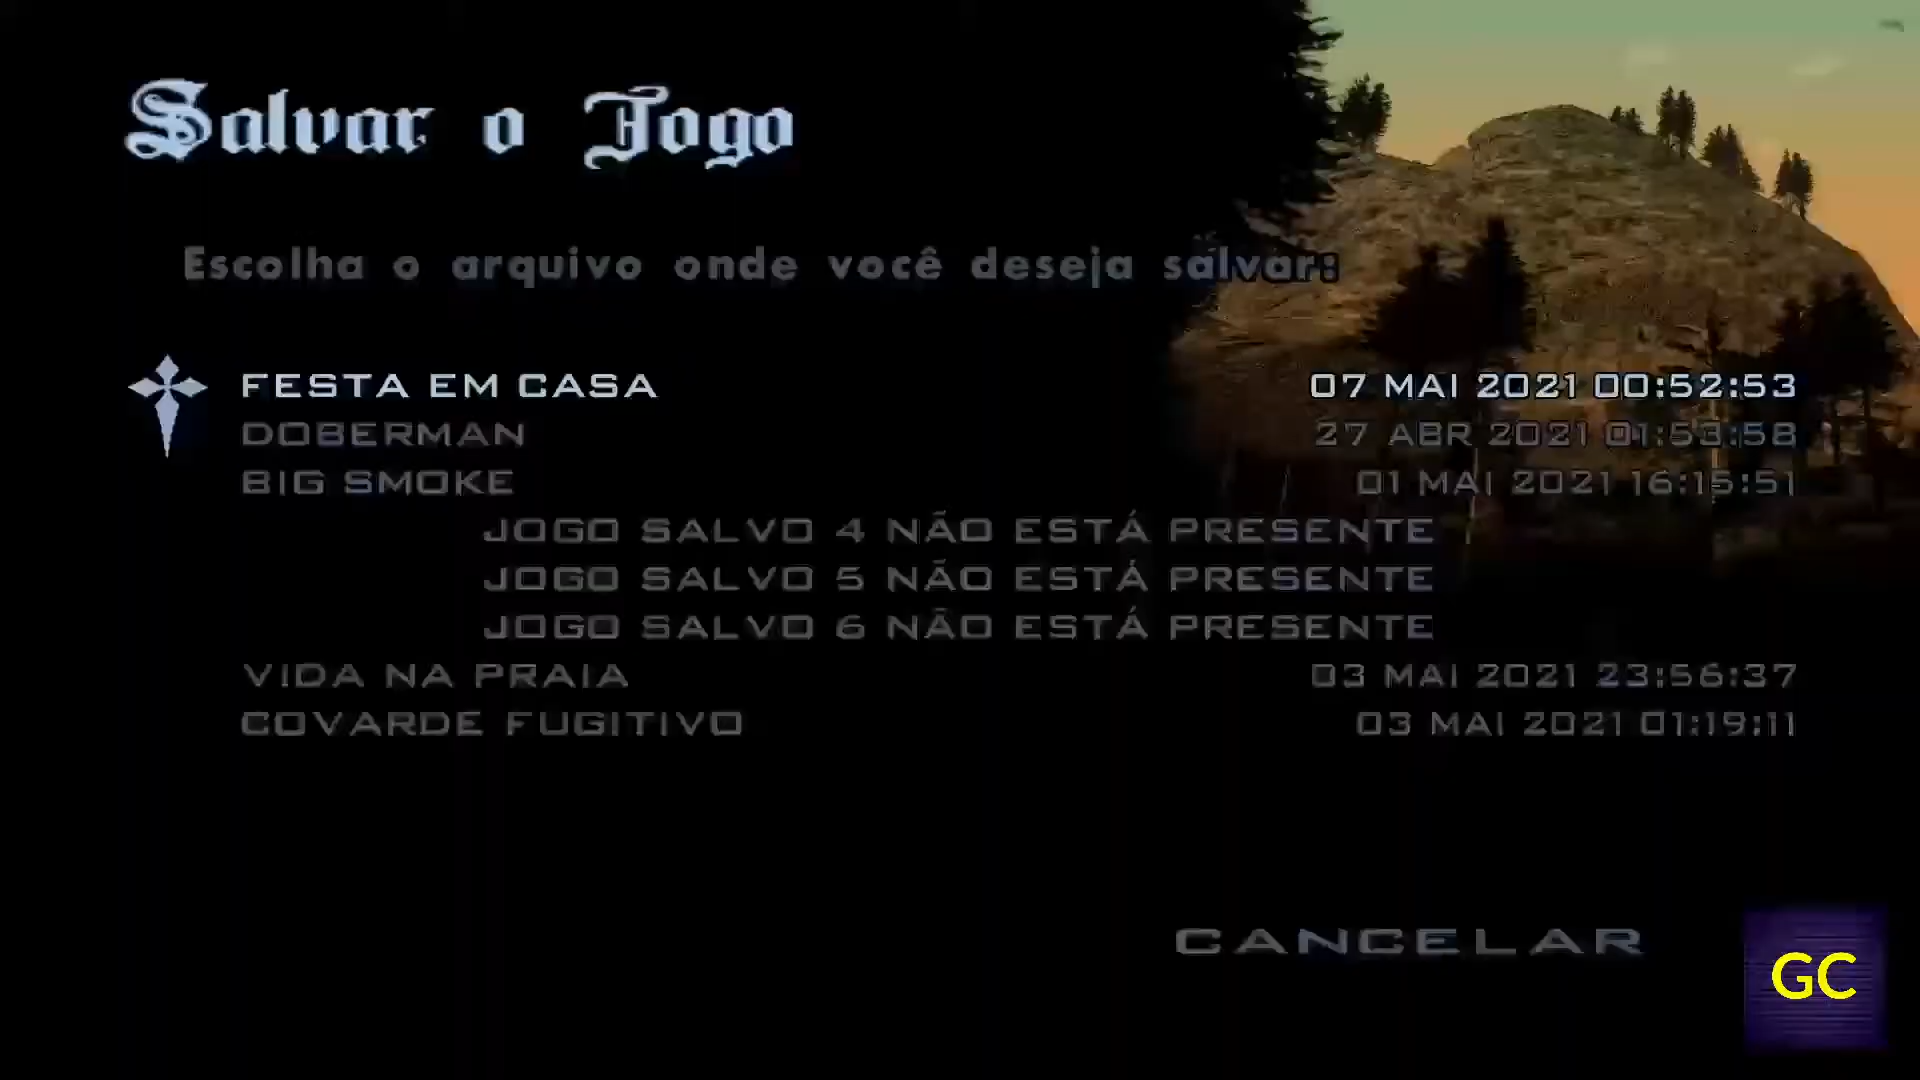 Salvar o Jogo
Escolha o arquivo onde você deseja salvar:
FESTA EM CASA 07 MAI 2021 00:52:53
DOBERMAN 27 ABR 2021 01:53:58
BIG SMOKE 01 MAI 2021 16:15:51
JOGO SALVO 4 NÃO ESTÁ PRESENTE
JOGO SALVO 5 NÃO ESTÁ PRESENTE
JOGO SALVO 6 NÃO ESTÁ PRESENTE
VIDA NA PRAIA 03 MAI 2021 23:56:37
COVARDE FUGITIVO 03 MAI 2021 01:19:11
CANCELAR
GC